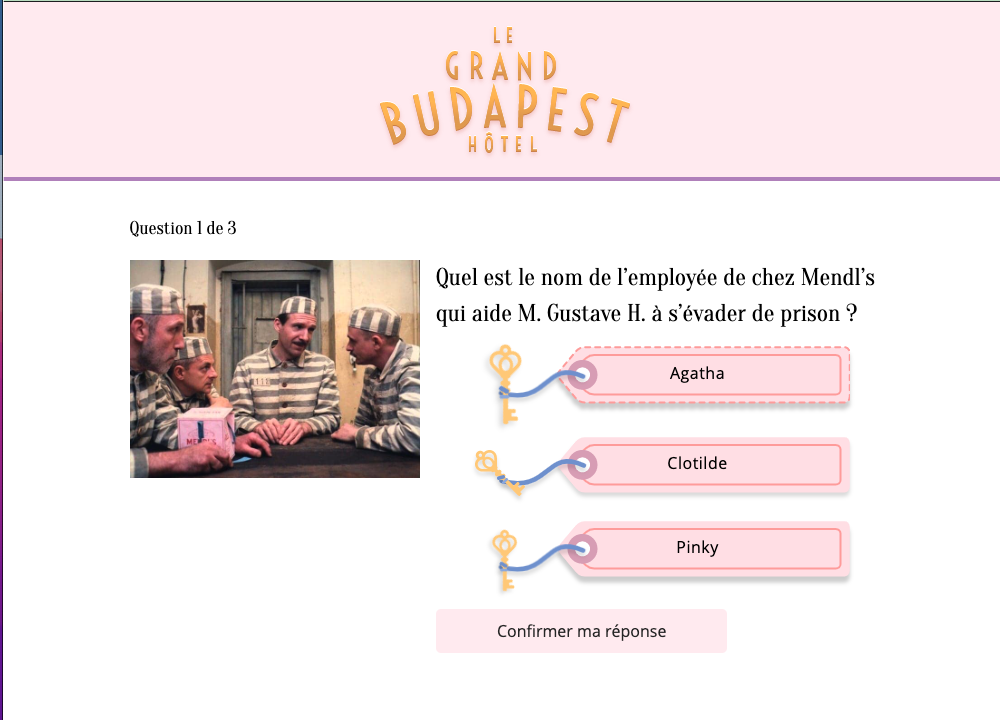 LE
GRAND
BUDAPEST
HÔTEL
Question 1 de 3
Quel est le nom de l'employée de chez Mendl's
qui aide M. Gustave H. à s'évader de prison ?
MENDL'S
Agatha
Clotilde
Pinky
Confirmer ma réponse